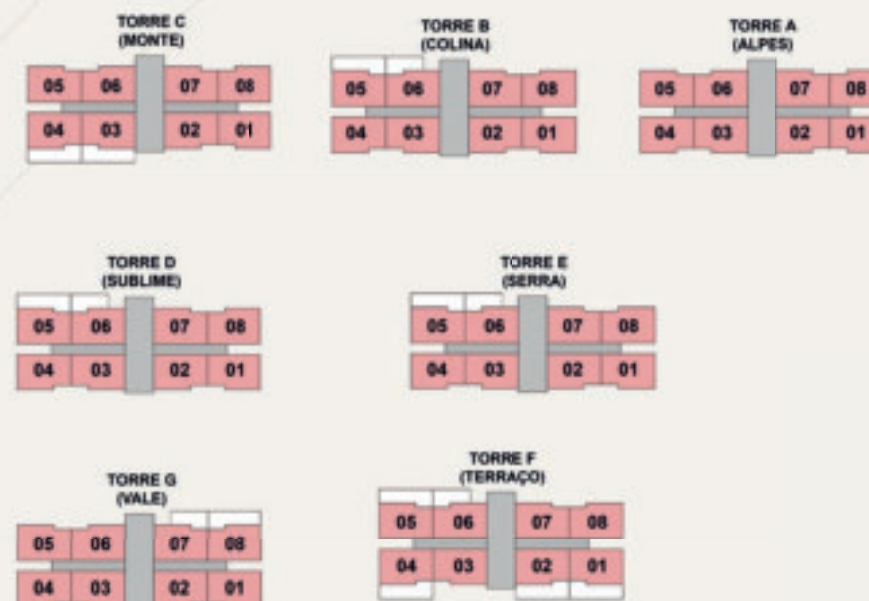 TORRE C
(MONTE)
05 06 07 08
04 03 02 01
TORRE B
(COLINA)
05 06 07 08
04 03 02 01
TORRE A
(ALPES)
05 06 07 08
04 03 02 01
TORRE D
(SUBLIME)
05 06 07 08
04 03 02 01
TORRE E
(SERRA)
05 06 07 08
04 03 02 01
TORRE G
(VALE)
05 06 07 08
04 03 02 01
TORRE F
(TERRAÇO)
05 06 07 08
04 03 02 01